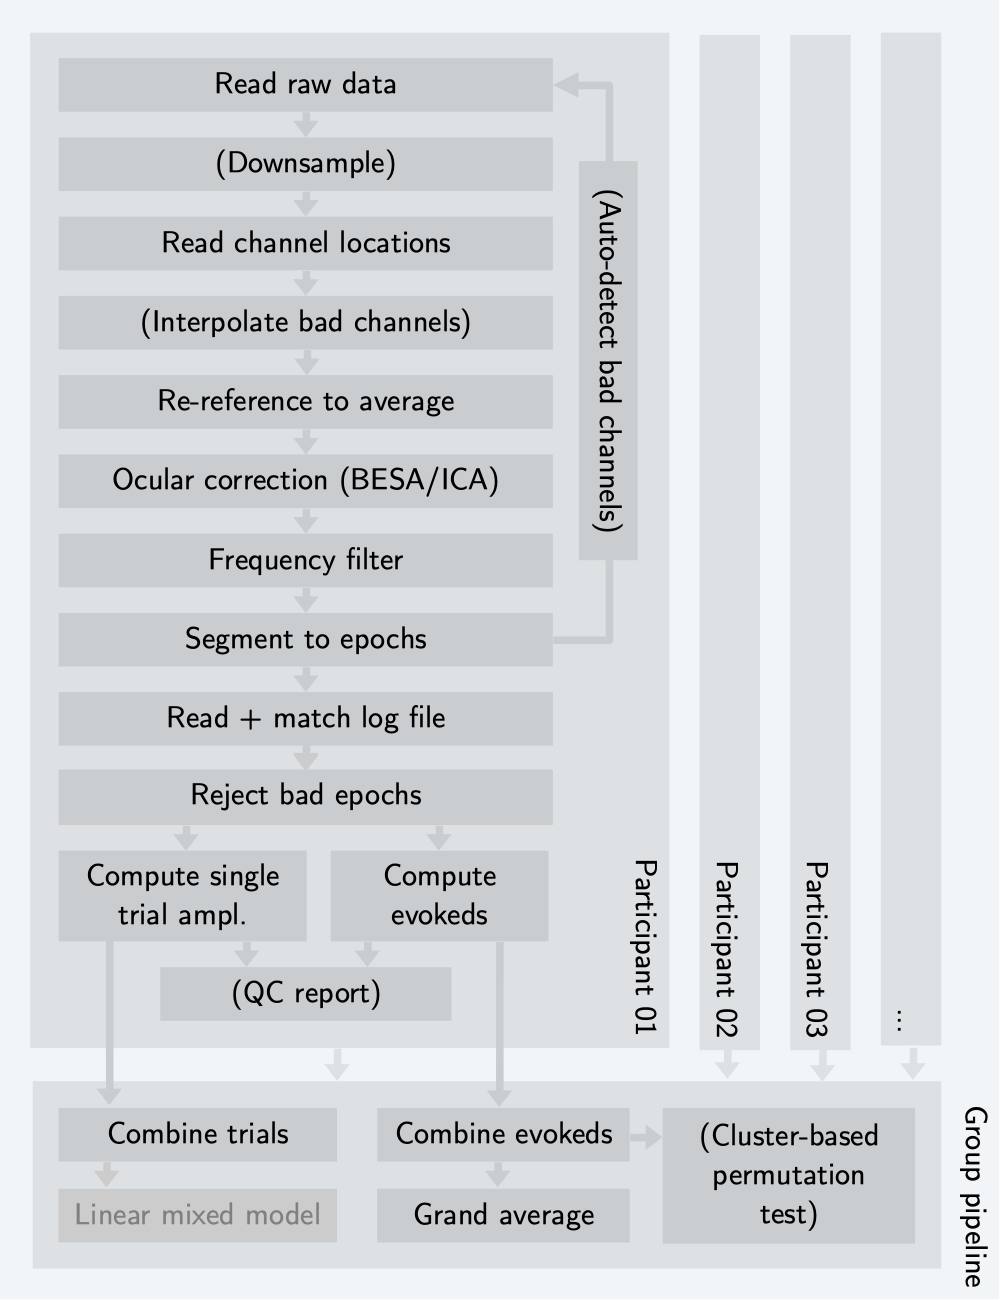 Read raw data
(Downsample)
Read channel locations
(Interpolate bad channels)
Re-reference to average
Ocular correction (BESA/ICA)
Frequency filter
Segment to epochs
(Auto-detect bad channels)
Read + match log file
Reject bad epochs
Compute single
trial ampl.
Compute
evokeds
(QC report)
Participant 01
Participant 02
Participant 03
...
Combine trials
Linear mixed model
Combine evokeds
Grand average
(Cluster-based
permutation
test)
Group pipeline